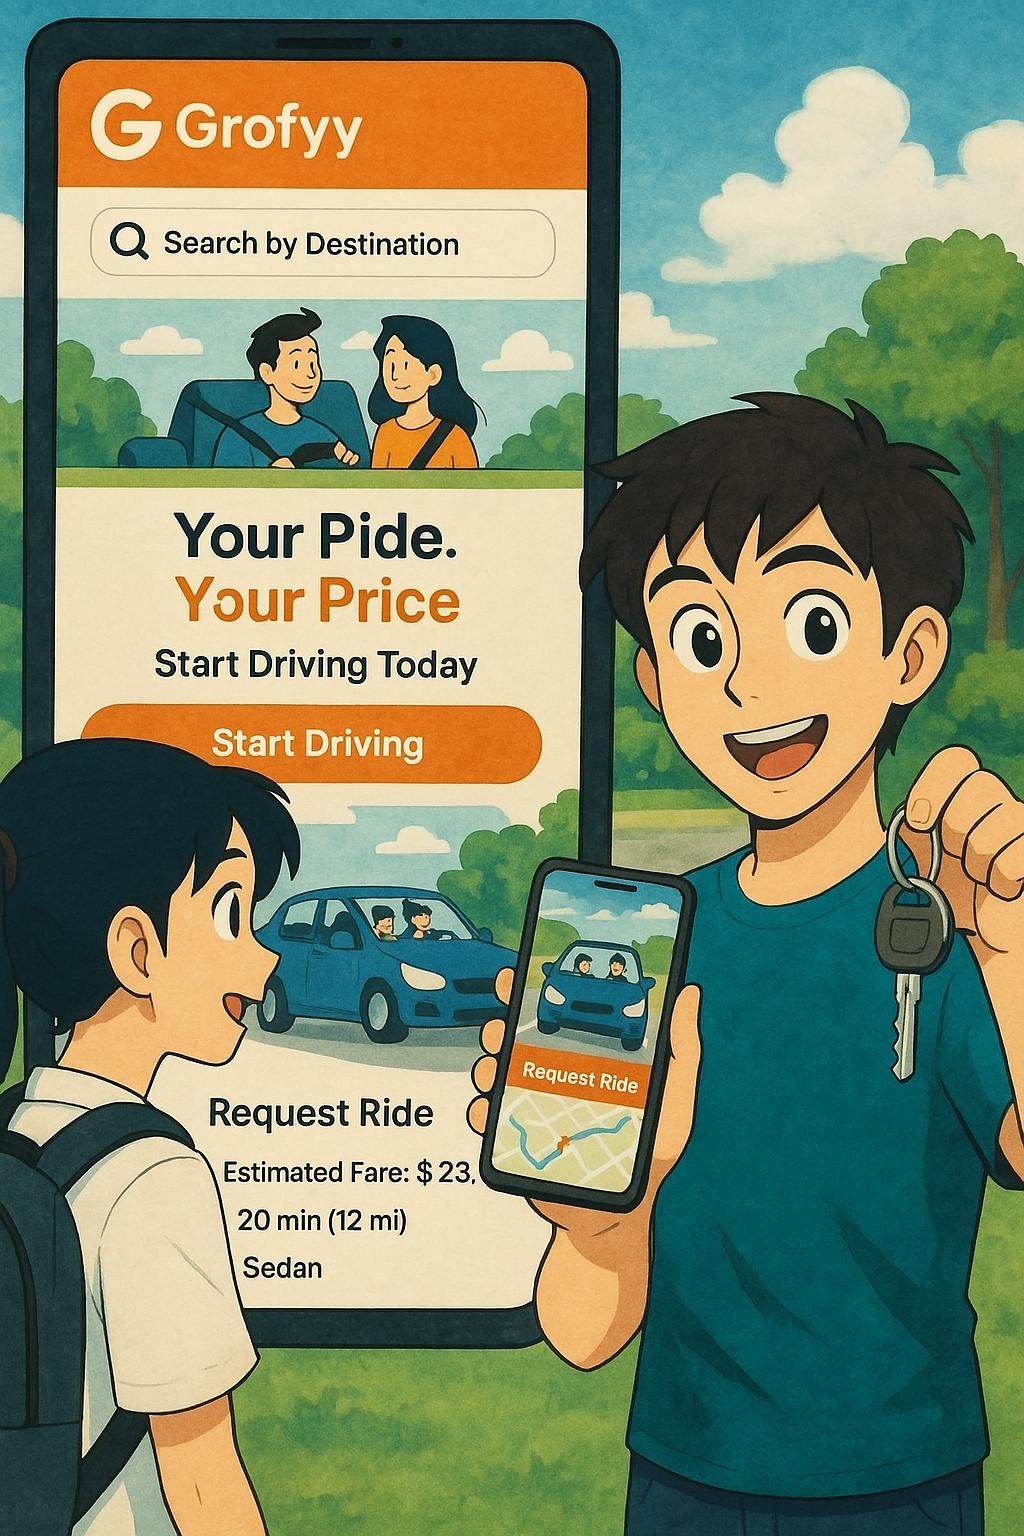 G Grofyy
Search by Destination
Your Pide.
Your Price
Start Driving Today
Start Driving
Request Ride
Request Ride
Estimated Fare: $ 23,
20 min (12 mi)
Sedan